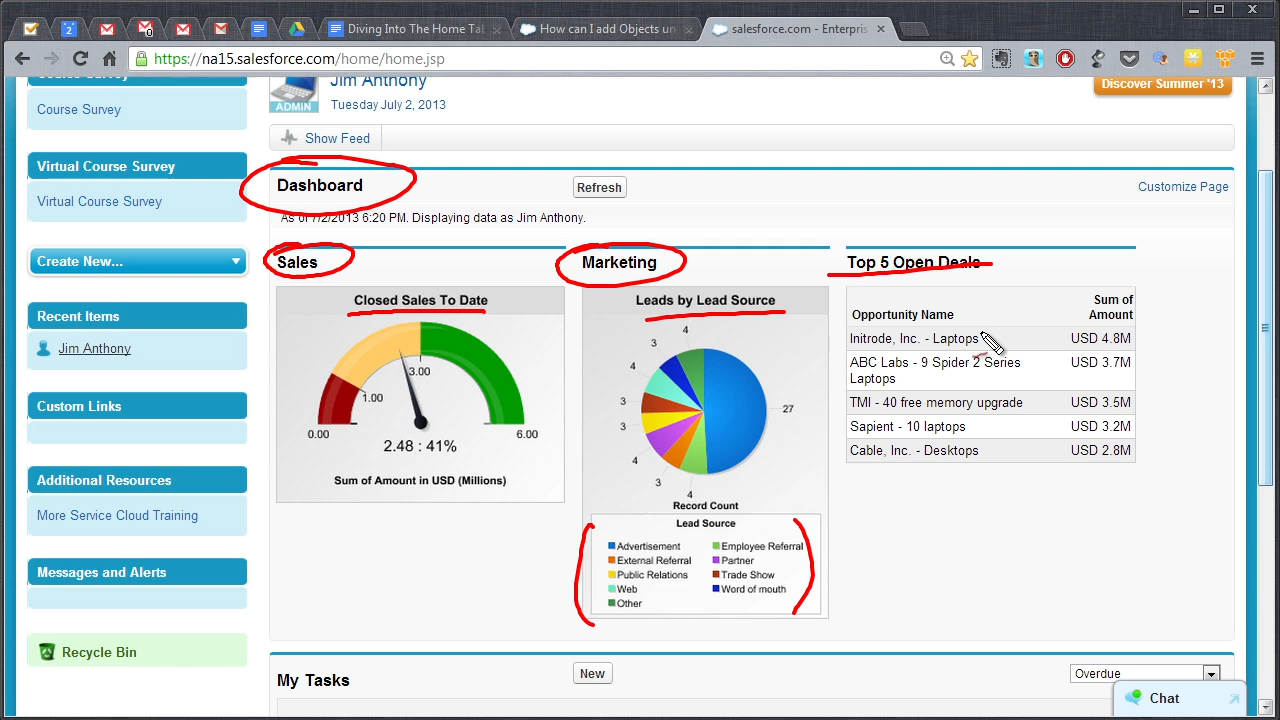 2
0
Diving Into The Home Tal
How can I add Objects un
salesforce.com - Enterpris
https://na15.salesforce.com/home/home.jsp
Course Survey
Jim Anthony
ADMIN
Tuesday July 2, 2013
Discover Summer '13
Course Survey
Show Feed
Virtual Course Survey
Virtual Course Survey
Dashboard
Refresh
Customize Page
As of 7/2/2013 6:20 PM. Displaying data as Jim Anthony.
Create New...
Sales
Marketing
Top 5 Open Deals
Closed Sales To Date
3.00
1.00
0.00
6.00
2.48 : 41%
Sum of Amount in USD (Millions)
Leads by Lead Source
4
3
4
3
3
4
3
4
27
Record Count
Lead Source
Advertisement
Employee Referral
External Referral
Partner
Public Relations
Trade Show
Web
Word of mouth
Other
Opportunity Name
Sum of
Amount
Initrode, Inc. - Laptops
USD 4.8M
ABC Labs - 9 Spider 2 Series
Laptops
USD 3.7M
TMI - 40 free memory upgrade
USD 3.5M
Sapient - 10 laptops
USD 3.2M
Cable, Inc. - Desktops
USD 2.8M
Recent Items
Jim Anthony
Custom Links
Additional Resources
More Service Cloud Training
Messages and Alerts
Recycle Bin
My Tasks
New
Overdue
Chat